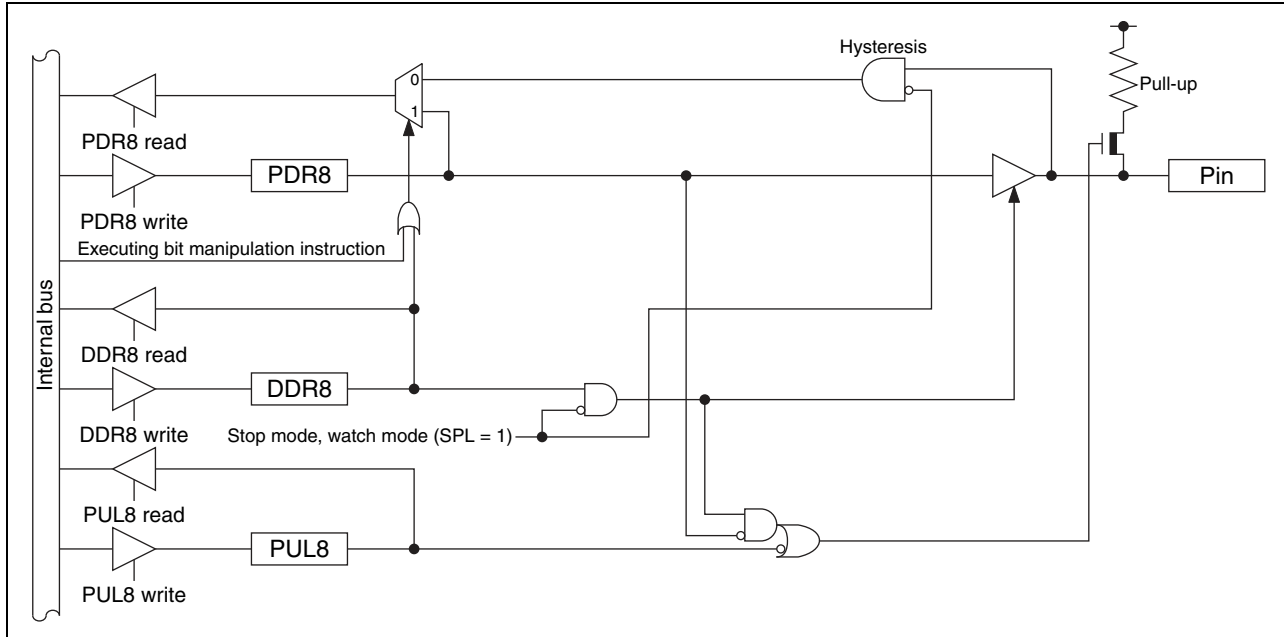 Hysteresis
0
Pull-up
1
PDR8 read
PDR8
Pin
PDR8 write
Executing bit manipulation instruction
Internal bus
DDR8 read
DDR8
DDR8 write
Stop mode, watch mode (SPL = 1)
PUL8 read
PUL8
PUL8 write